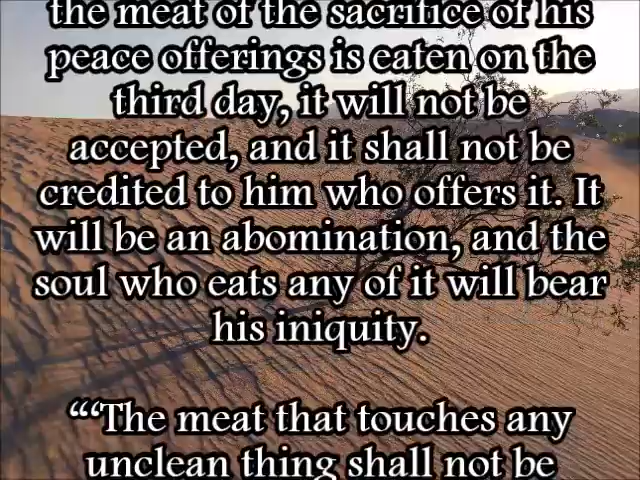 the meat of the sacrifice of his
peace offerings is eaten on the
third day, it will not be
accepted, and it shall not be
credited to him who offers it. It
will be an abomination, and the
soul who eats any of it will bear
his iniquity.
“‘The meat that touches any
unclean thing shall not be